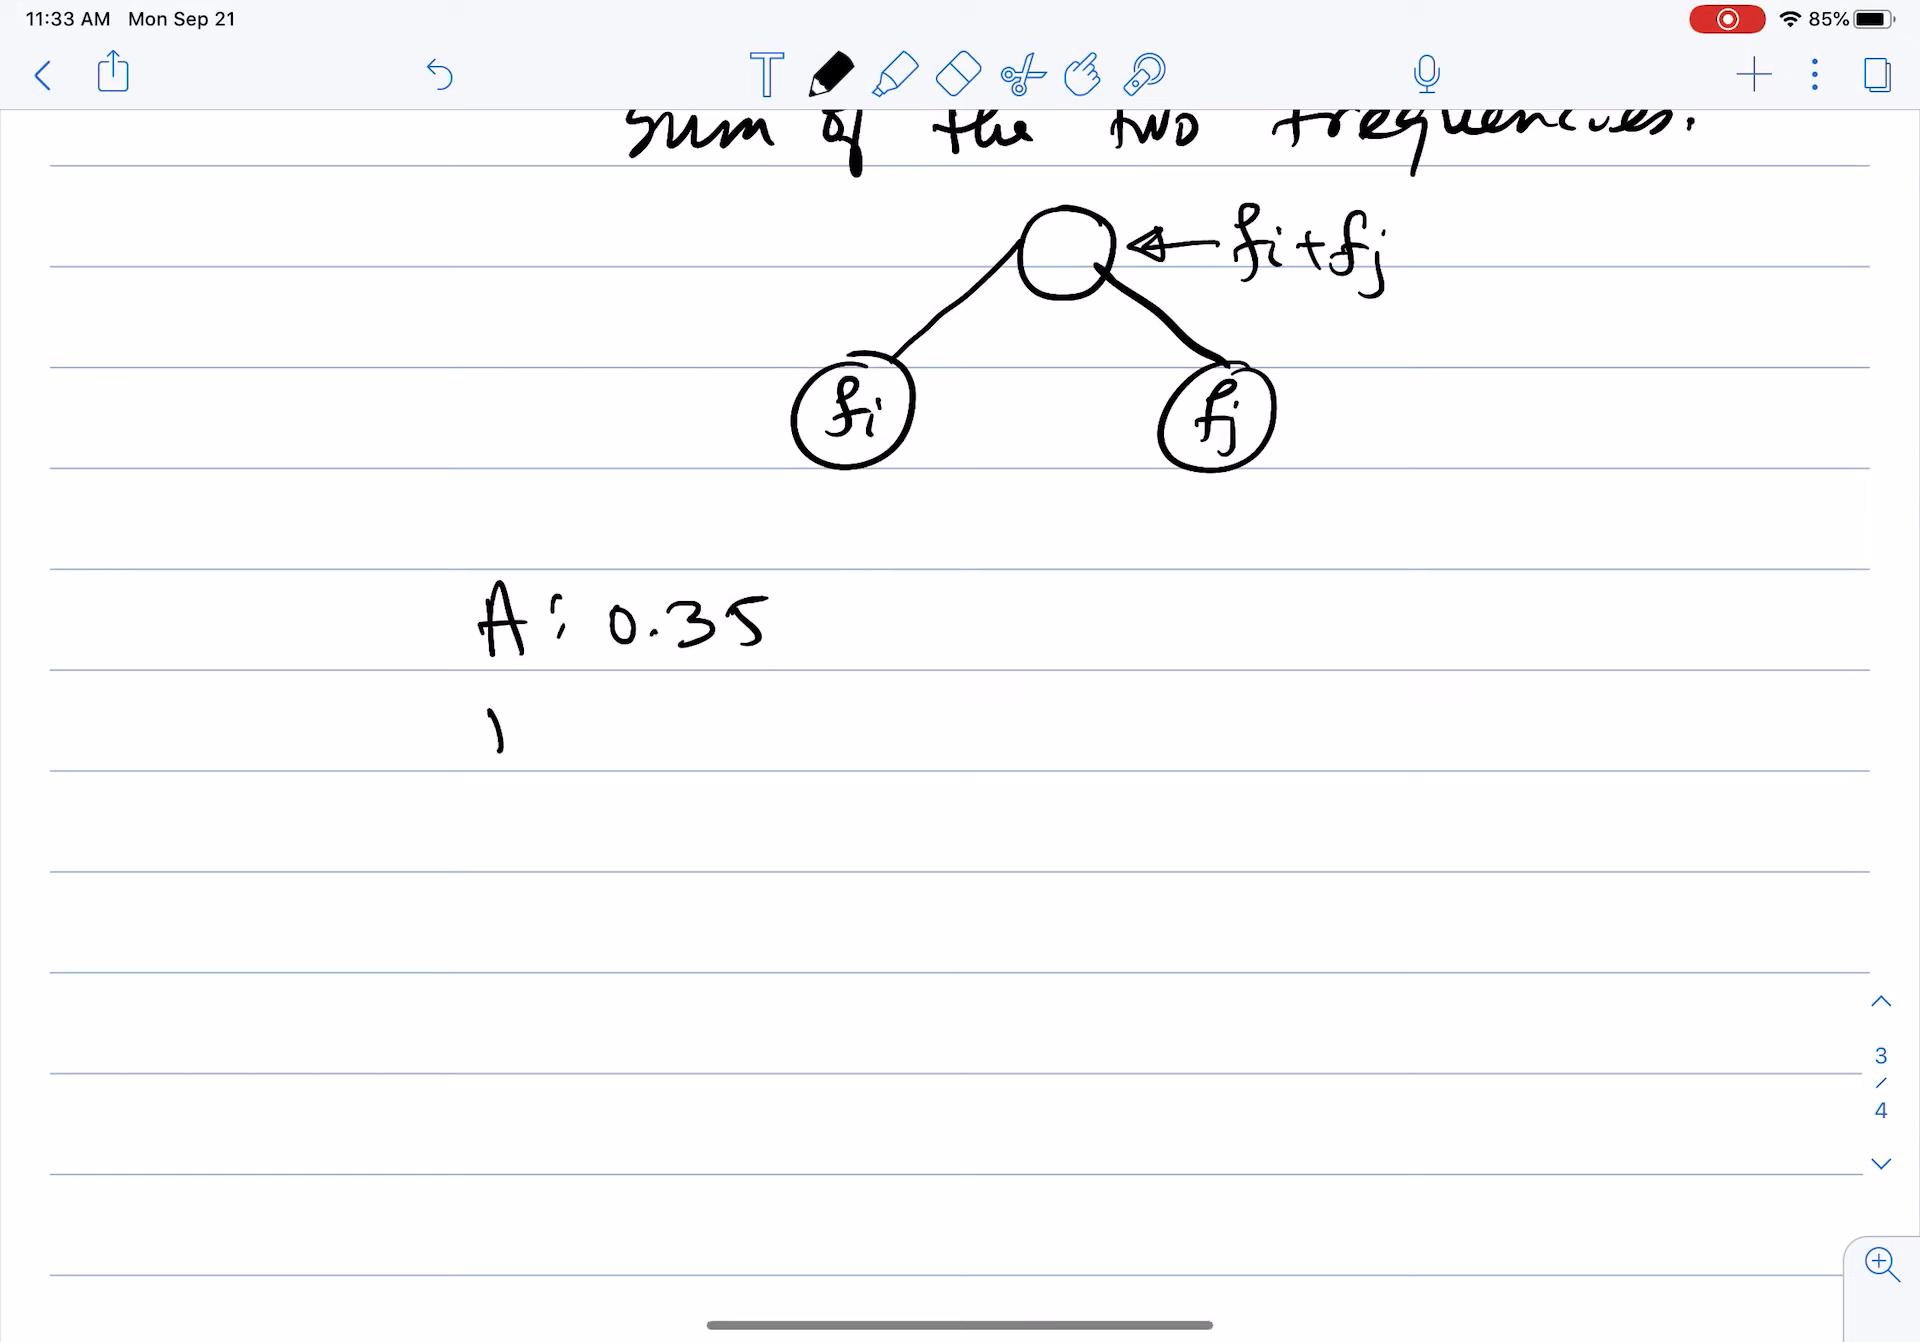 11:33 AM Mon Sep 21
85%
T
sum of the two frequencies.
fi+fj
fi fj
A: 0.35
3
/
4